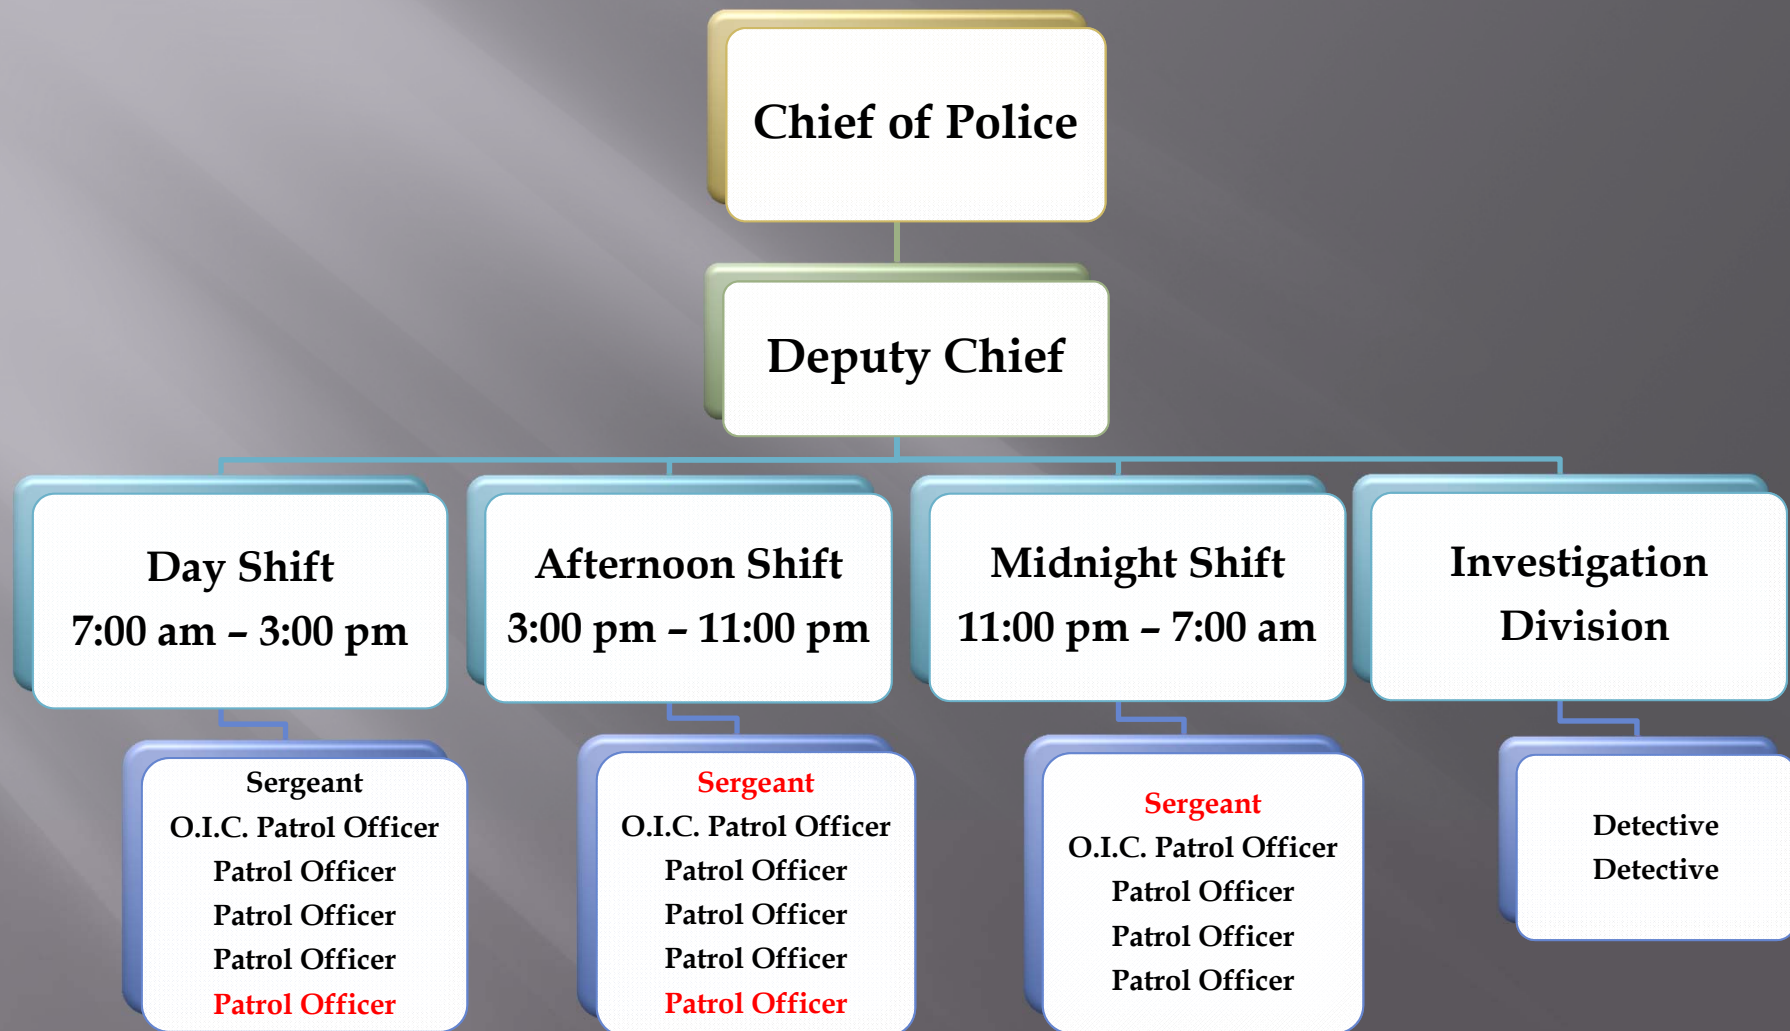 Chief of Police
Deputy Chief
Day Shift
7:00 am – 3:00 pm
Afternoon Shift
3:00 pm – 11:00 pm
Midnight Shift
11:00 pm – 7:00 am
Investigation
Division
Sergeant
O.I.C. Patrol Officer
Patrol Officer
Patrol Officer
Patrol Officer
Patrol Officer
Sergeant
O.I.C. Patrol Officer
Patrol Officer
Patrol Officer
Patrol Officer
Patrol Officer
Sergeant
O.I.C. Patrol Officer
Patrol Officer
Patrol Officer
Patrol Officer
Detective
Detective